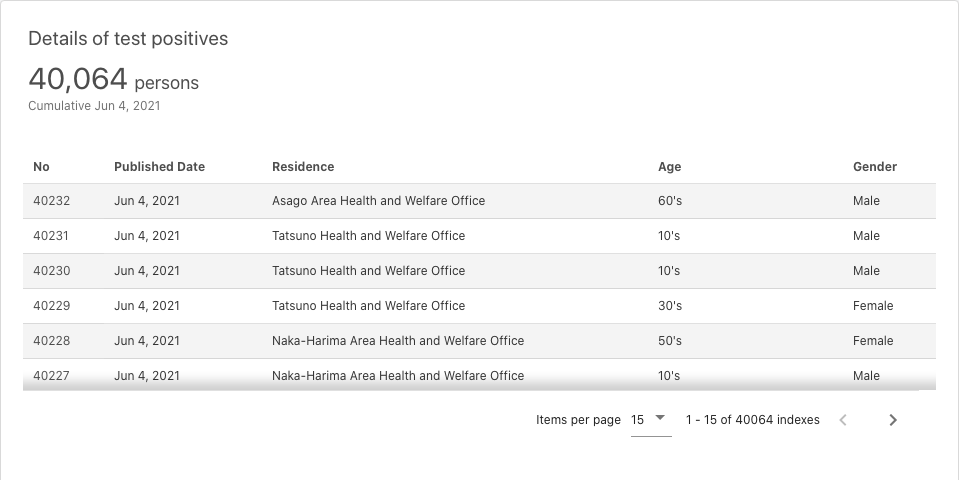 Details of test positives
40,064 persons
Cumulative Jun 4, 2021
No Published Date Residence Age Gender
40232 Jun 4, 2021 Asago Area Health and Welfare Office 60's Male
40231 Jun 4, 2021 Tatsuno Health and Welfare Office 10's Male
40230 Jun 4, 2021 Tatsuno Health and Welfare Office 10's Male
40229 Jun 4, 2021 Tatsuno Health and Welfare Office 30's Female
40228 Jun 4, 2021 Naka-Harima Area Health and Welfare Office 50's Female
40227 Jun 4, 2021 Naka-Harima Area Health and Welfare Office 10's Male
Items per page 15 1 - 15 of 40064 indexes